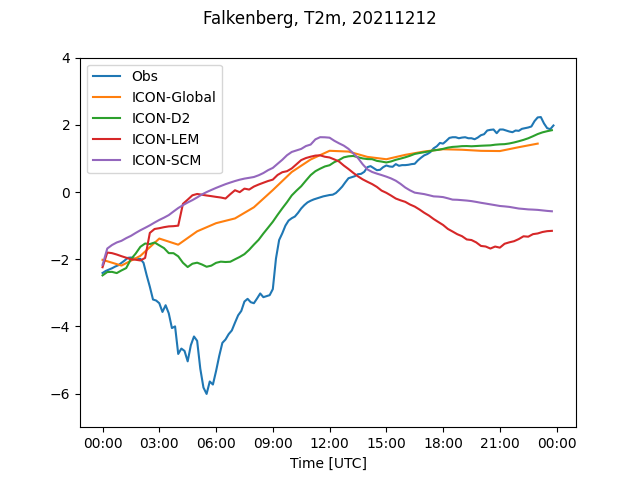 Falkenberg, T2m, 20211212
4
2
0
−2
−4
−6
Obs
ICON-Global
ICON-D2
ICON-LEM
ICON-SCM
00:00 03:00 06:00 09:00 12:00 15:00 18:00 21:00 00:00
Time [UTC]